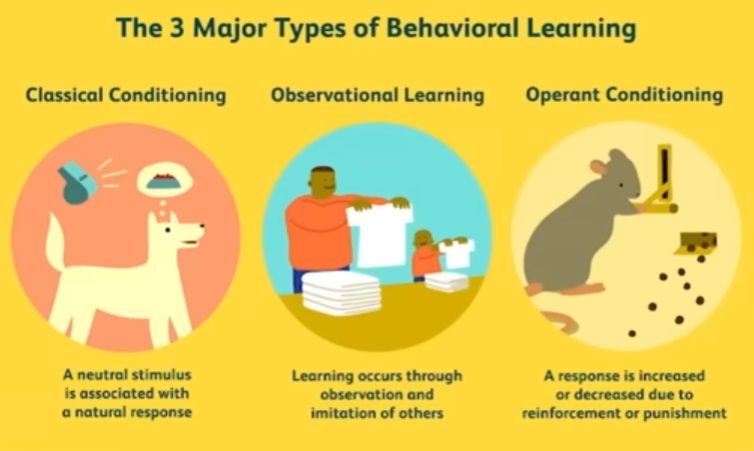 The 3 Major Types of Behavioral Learning
Classical Conditioning
A neutral stimulus
is associated with
a natural response
Observational Learning
Learning occurs through
observation and
imitation of others
Operant Conditioning
A response is increased
or decreased due to
reinforcement or punishment